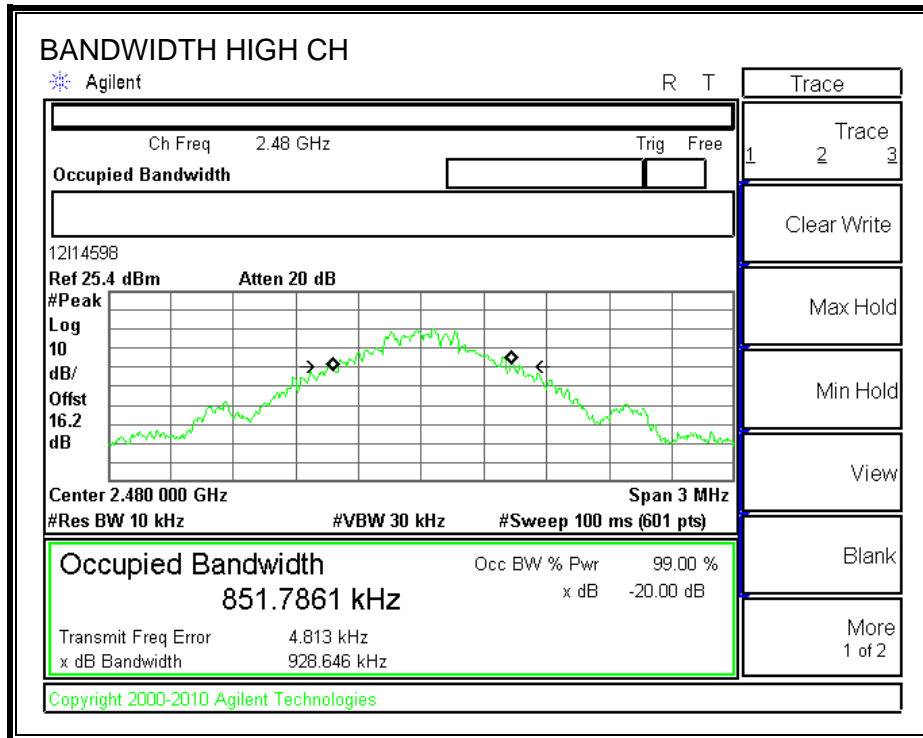 BANDWIDTH HIGH CH
Agilent R T
Trace
Ch Freq 2.48 GHz Trig Free
Occupied Bandwidth
Trace
1 2 3
Clear Write
Max Hold
Min Hold
View
Blank
More
1 of 2
12I14598
Ref 25.4 dBm Atten 20 dB
#Peak
Log
10
dB/
Offst
16.2
dB
Center 2.480 000 GHz Span 3 MHz
#Res BW 10 kHz #VBW 30 kHz #Sweep 100 ms (601 pts)
Occupied Bandwidth Occ BW % Pwr 99.00 %
851.7861 kHz x dB -20.00 dB
Transmit Freq Error 4.813 kHz
x dB Bandwidth 928.646 kHz
Copyright 2000-2010 Agilent Technologies